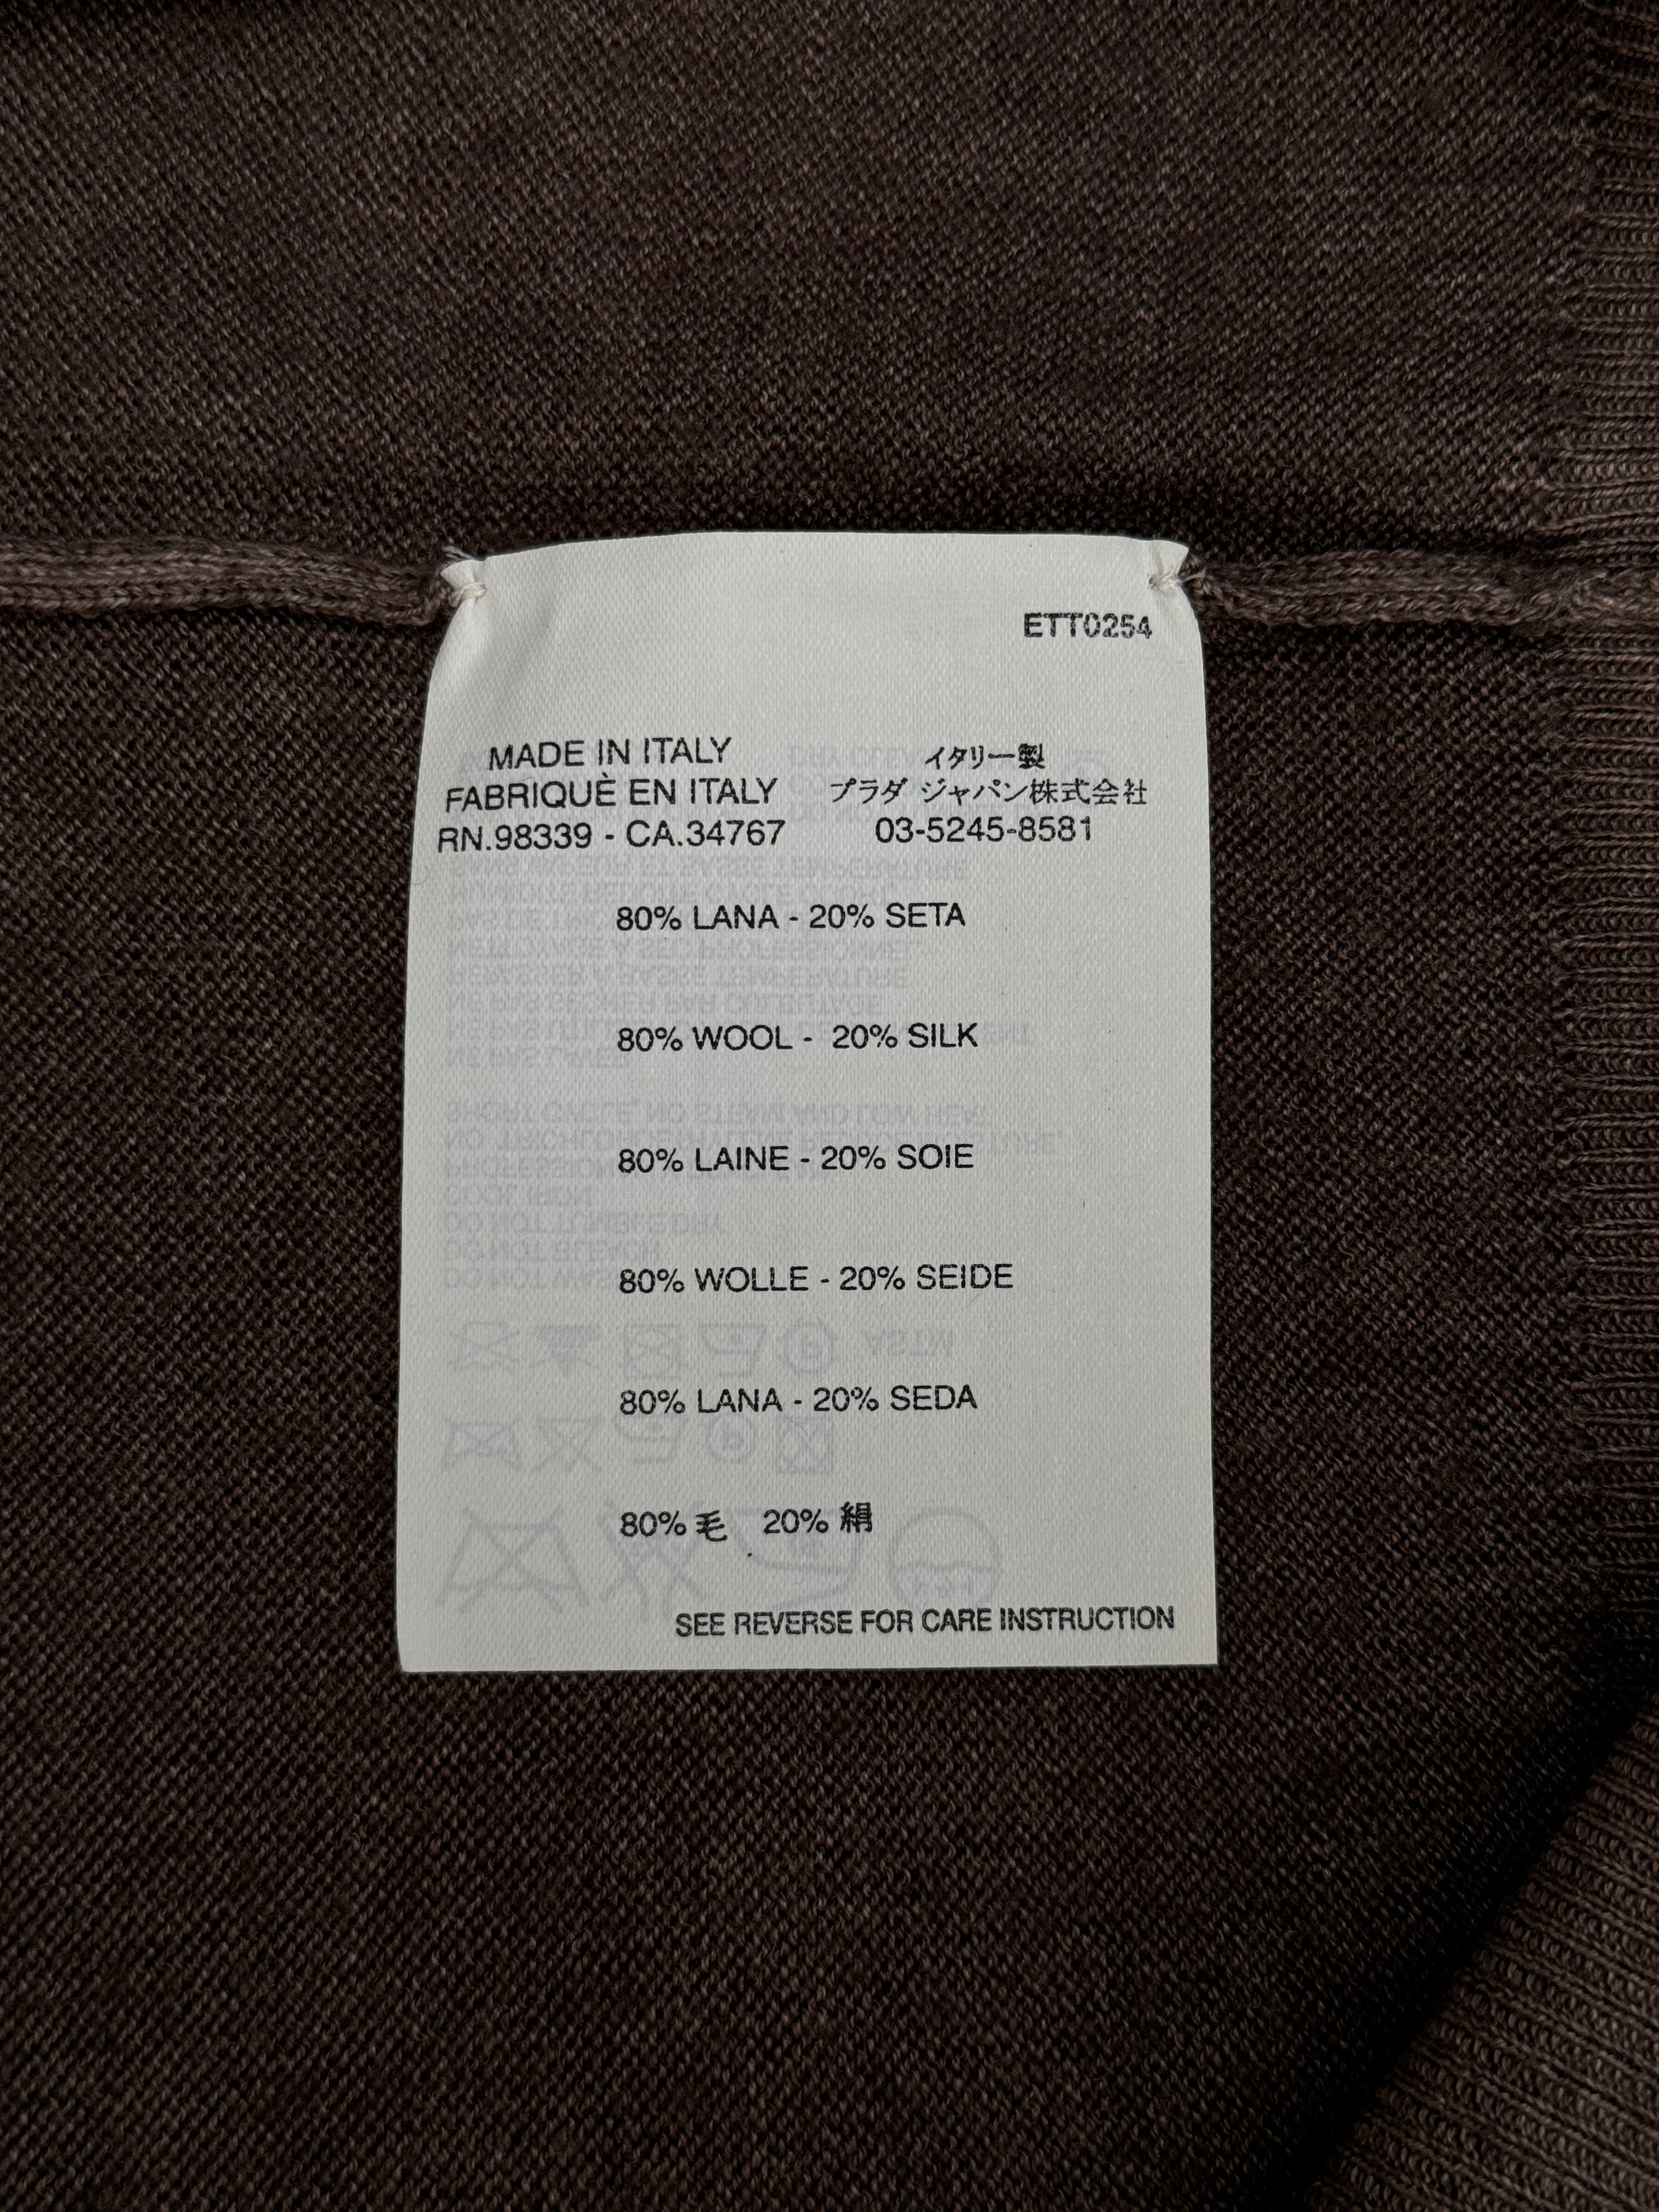 ETT0254
MADE IN ITALY
FABRIQUÈ EN ITALY
RN.98339 - CA.34767
イタリー製
プラダ ジャパン株式会社
03-5245-8581
80% LANA - 20% SETA
80% WOOL - 20% SILK
80% LAINE - 20% SOIE
80% WOLLE - 20% SEIDE
80% LANA - 20% SEDA
80% 毛 20% 絹
SEE REVERSE FOR CARE INSTRUCTION